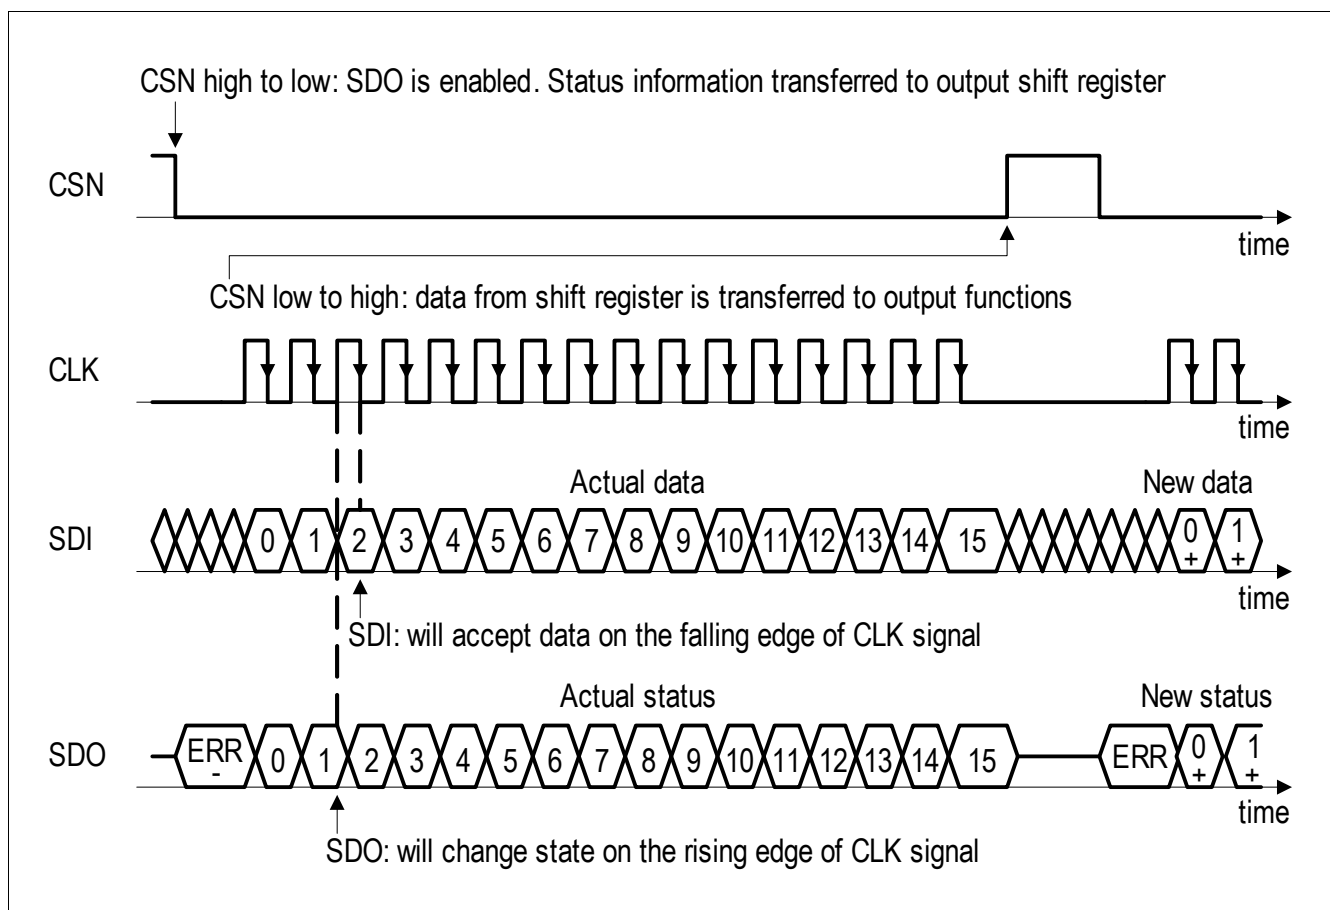 CSN high to low: SDO is enabled. Status information transferred to output shift register
CSN
time
CSN low to high: data from shift register is transferred to output functions
CLK
time
Actual data
New data
SDI
0 1 2 3 4 5 6 7 8 9 10 11 12 13 14 15 0+ 1+
time
SDI: will accept data on the falling edge of CLK signal
Actual status
New status
SDO
ERR- 0 1 2 3 4 5 6 7 8 9 10 11 12 13 14 15 ERR 0+ 1+
time
SDO: will change state on the rising edge of CLK signal